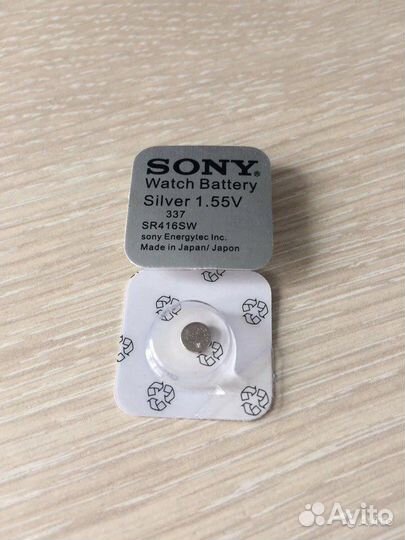 SONY®
Watch Battery
Silver 1.55V
337
SR416SW
sony Energytec Inc.
Made in Japan/ Japon
Avito